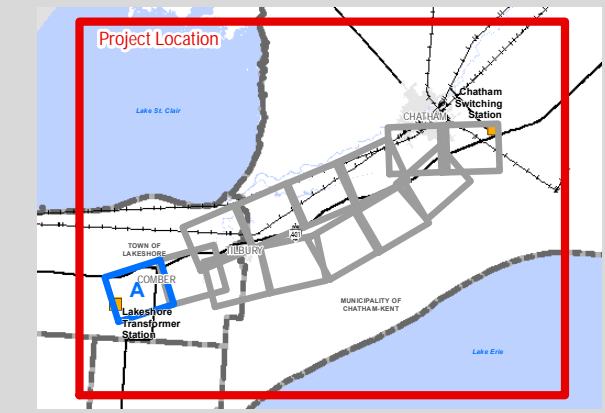 Project Location
Chatham
Switching
Station
CHATHAM
Lake St. Clair
401
TOWN OF
LAKESHORE
TILBURY
COMBER
A
Lakeshore
Transformer
Station
MUNICIPALITY OF
CHATHAM-KENT
Lake Erie